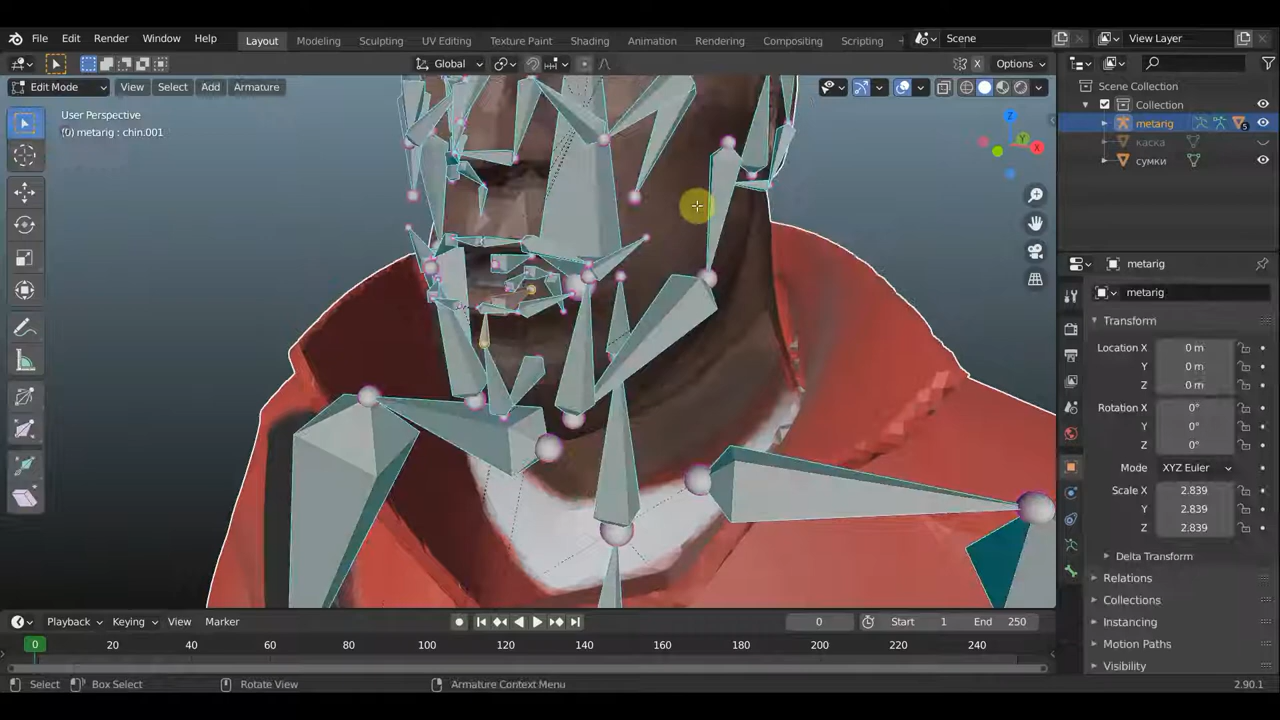 File Edit Render Window Help
Layout Modeling Sculpting UV Editing Texture Paint Shading Animation Rendering Compositing Scripting
Scene
View Layer
Global
X
Options
Edit Mode View Select Add Armature
User Perspective
(0) metarig : chin.001
Z
Y
X
Scene Collection
Collection
metarig
5
каска
сумки
metarig
metarig
Transform
Location X 0 m
Y 0 m
Z 0 m
Rotation X 0°
Y 0°
Z 0°
Mode XYZ Euler
Scale X 2.839
Y 2.839
Z 2.839
Delta Transform
Relations
Collections
Instancing
Motion Paths
Visibility
Playback Keying View Marker
0
Start 1 End 250
0 20 40 60 80 100 120 140 160 180 200 220 240
Select Box Select Rotate View Armature Context Menu 2.90.1